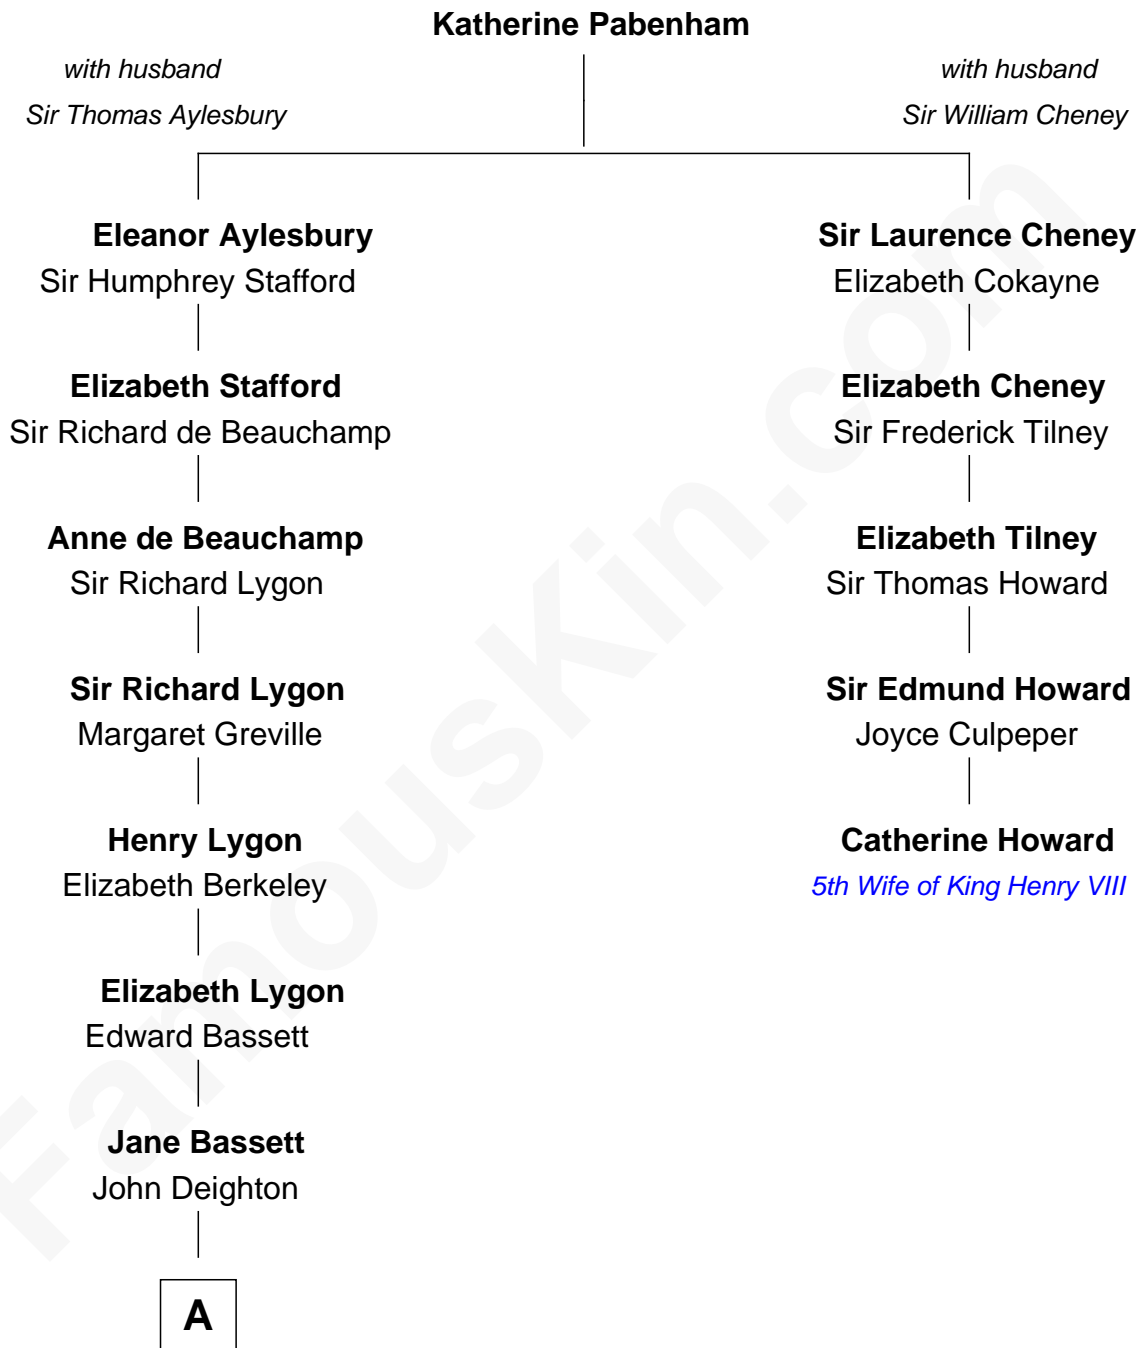 Katherine Pabenham
with husband
Sir Thomas Aylesbury
with husband
Sir William Cheney
Eleanor Aylesbury
Sir Humphrey Stafford
Elizabeth Stafford
Sir Richard de Beauchamp
Anne de Beauchamp
Sir Richard Lygon
Sir Richard Lygon
Margaret Greville
Henry Lygon
Elizabeth Berkeley
Elizabeth Lygon
Edward Bassett
Jane Bassett
John Deighton
A
Sir Laurence Cheney
Elizabeth Cokayne
Elizabeth Cheney
Sir Frederick Tilney
Elizabeth Tilney
Sir Thomas Howard
Sir Edmund Howard
Joyce Culpeper
Catherine Howard
5th Wife of King Henry VIII
FamousKin.com